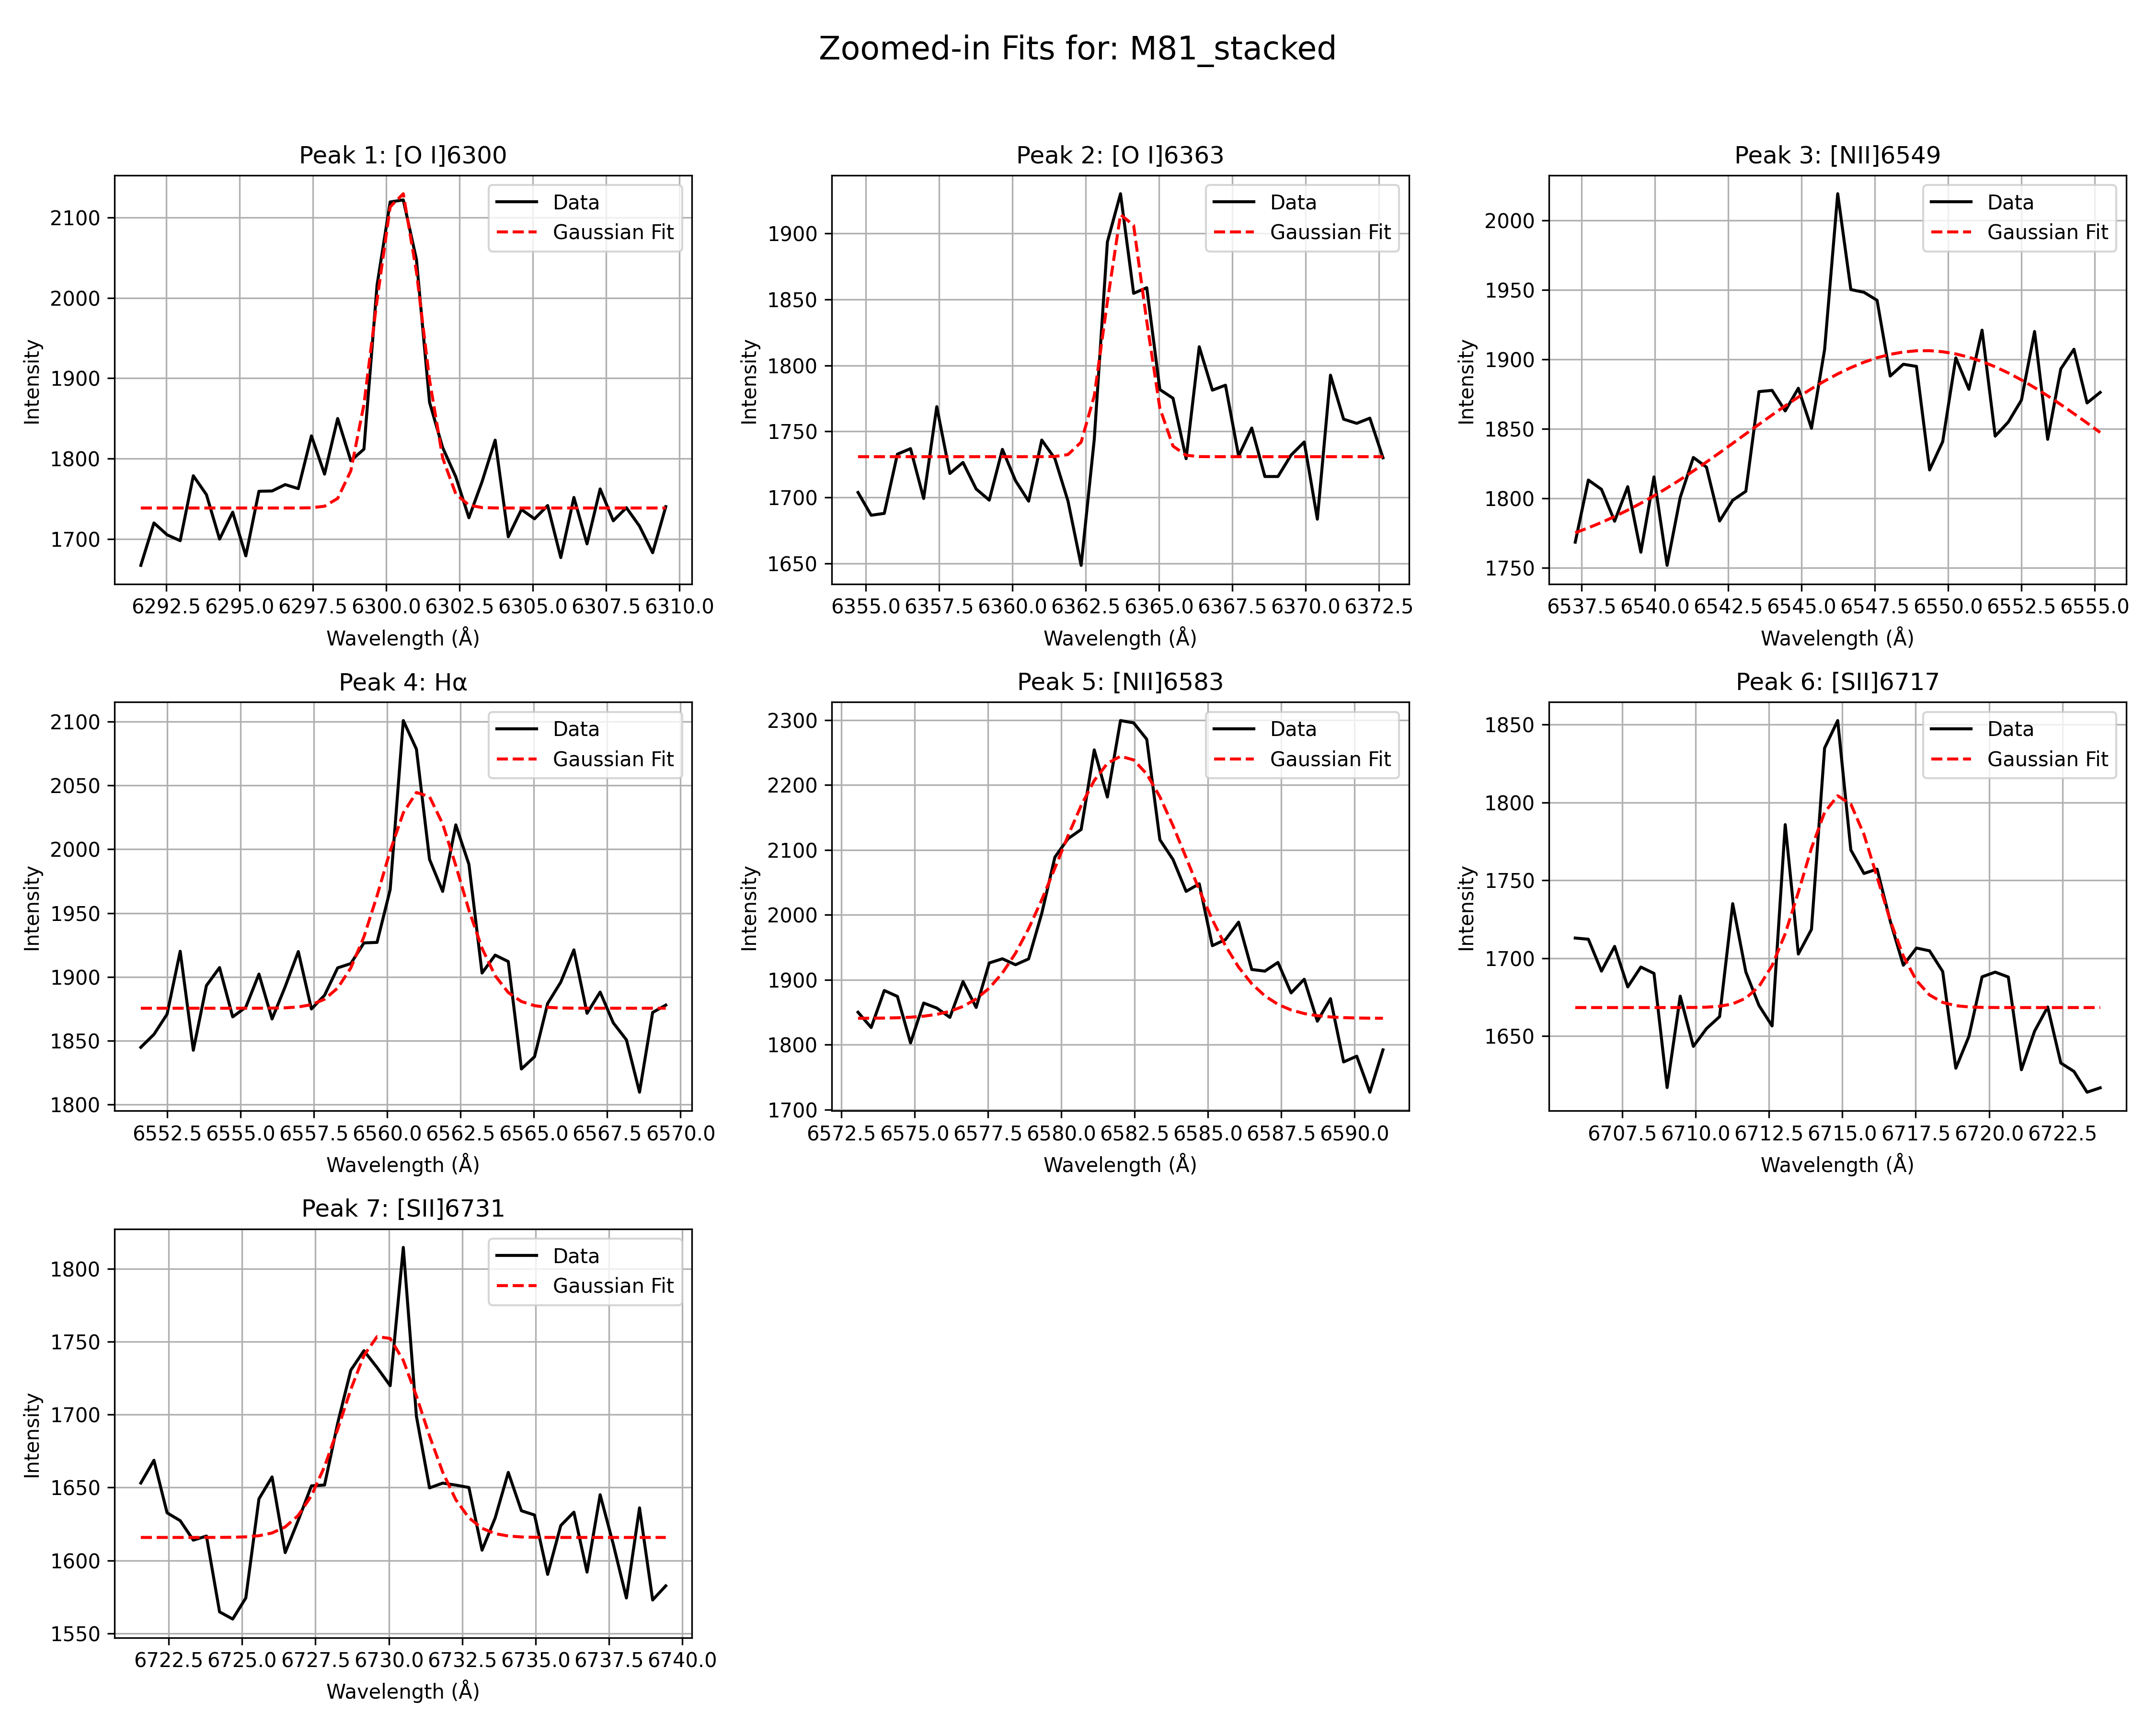 Zoomed-in Fits for: M81_stacked
Peak 1: [O I]6300
Data
Gaussian Fit
Intensity
2100
2000
1900
1800
1700
6292.5 6295.0 6297.5 6300.0 6302.5 6305.0 6307.5 6310.0
Wavelength (Å)
Peak 2: [O I]6363
Data
Gaussian Fit
Intensity
1900
1850
1800
1750
1700
1650
6355.0 6357.5 6360.0 6362.5 6365.0 6367.5 6370.0 6372.5
Wavelength (Å)
Peak 3: [NII]6549
Data
Gaussian Fit
Intensity
2000
1950
1900
1850
1800
1750
6537.5 6540.0 6542.5 6545.0 6547.5 6550.0 6552.5 6555.0
Wavelength (Å)
Peak 4: Hα
Data
Gaussian Fit
Intensity
2100
2050
2000
1950
1900
1850
1800
6552.5 6555.0 6557.5 6560.0 6562.5 6565.0 6567.5 6570.0
Wavelength (Å)
Peak 5: [NII]6583
Data
Gaussian Fit
Intensity
2300
2200
2100
2000
1900
1800
1700
6572.5 6575.0 6577.5 6580.0 6582.5 6585.0 6587.5 6590.0
Wavelength (Å)
Peak 6: [SII]6717
Data
Gaussian Fit
Intensity
1850
1800
1750
1700
1650
6707.5 6710.0 6712.5 6715.0 6717.5 6720.0 6722.5
Wavelength (Å)
Peak 7: [SII]6731
Data
Gaussian Fit
Intensity
1800
1750
1700
1650
1600
1550
6722.5 6725.0 6727.5 6730.0 6732.5 6735.0 6737.5 6740.0
Wavelength (Å)